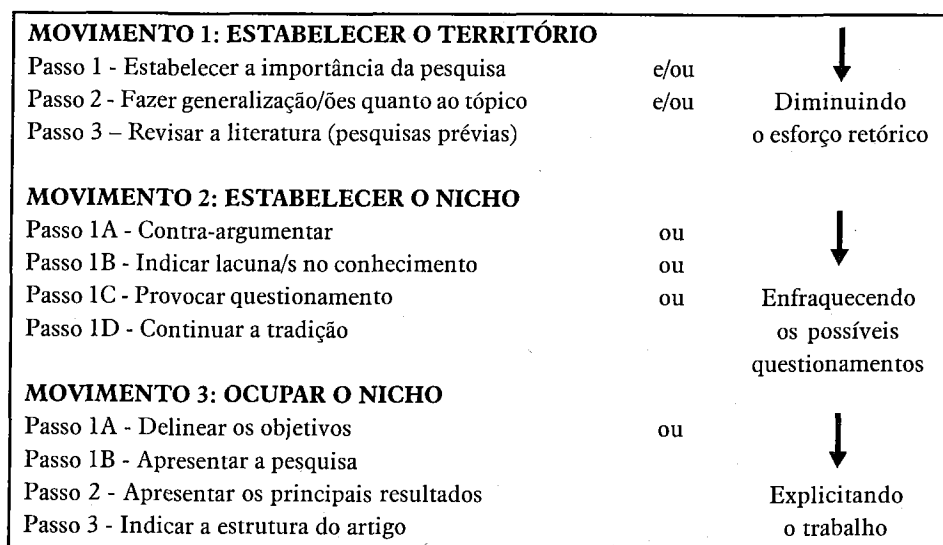 MOVIMENTO 1: ESTABELECER O TERRITÓRIO
Passo 1 - Estabelecer a importância da pesquisa e/ou
Passo 2 - Fazer generalização/ões quanto ao tópico e/ou Diminuindo
Passo 3 – Revisar a literatura (pesquisas prévias) o esforço retórico
MOVIMENTO 2: ESTABELECER O NICHO
Passo 1A - Contra-argumentar ou
Passo 1B - Indicar lacuna/s no conhecimento ou
Passo 1C - Provocar questionamento ou Enfraquecendo
Passo 1D - Continuar a tradição os possíveis
questionamentos
MOVIMENTO 3: OCUPAR O NICHO
Passo 1A - Delinear os objetivos ou
Passo 1B - Apresentar a pesquisa
Passo 2 - Apresentar os principais resultados Explicitando
Passo 3 - Indicar a estrutura do artigo o trabalho